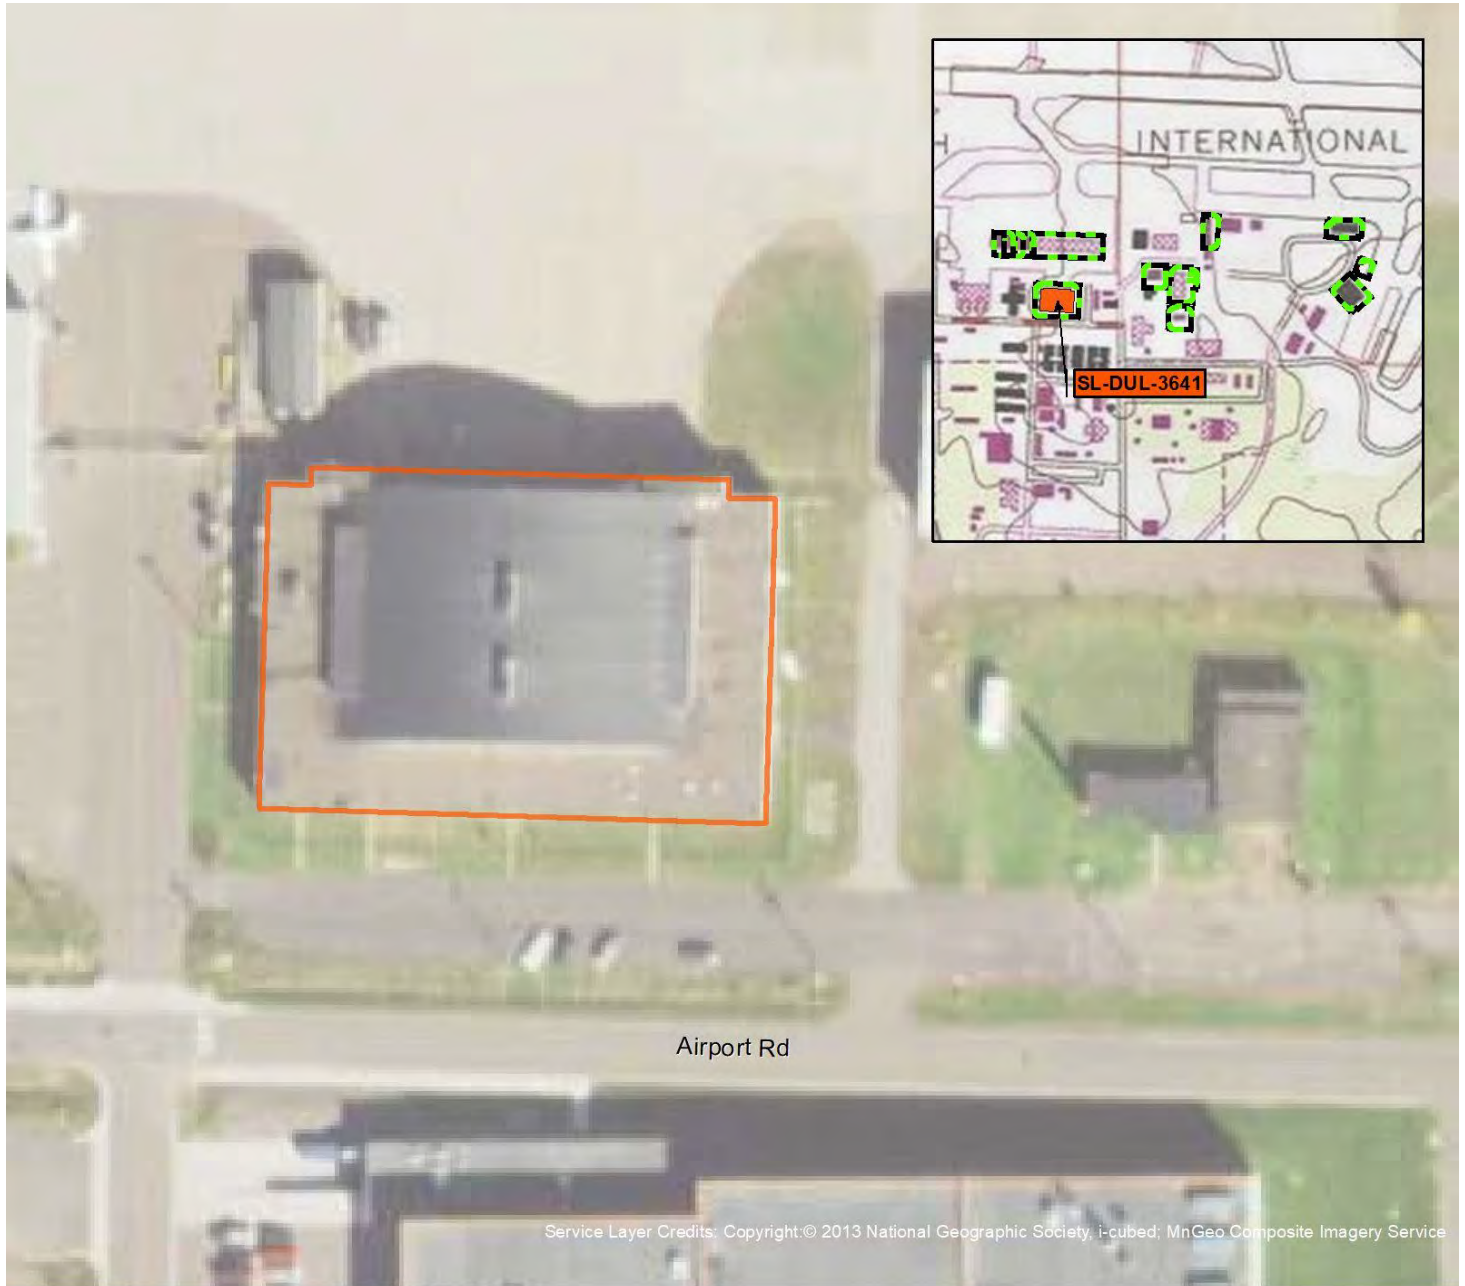 INTERNATIONAL
SL-DUL-3641
Airport Rd
Service Layer Credits: Copyright:© 2013 National Geographic Society, i-cubed; MnGeo Composite Imagery Service